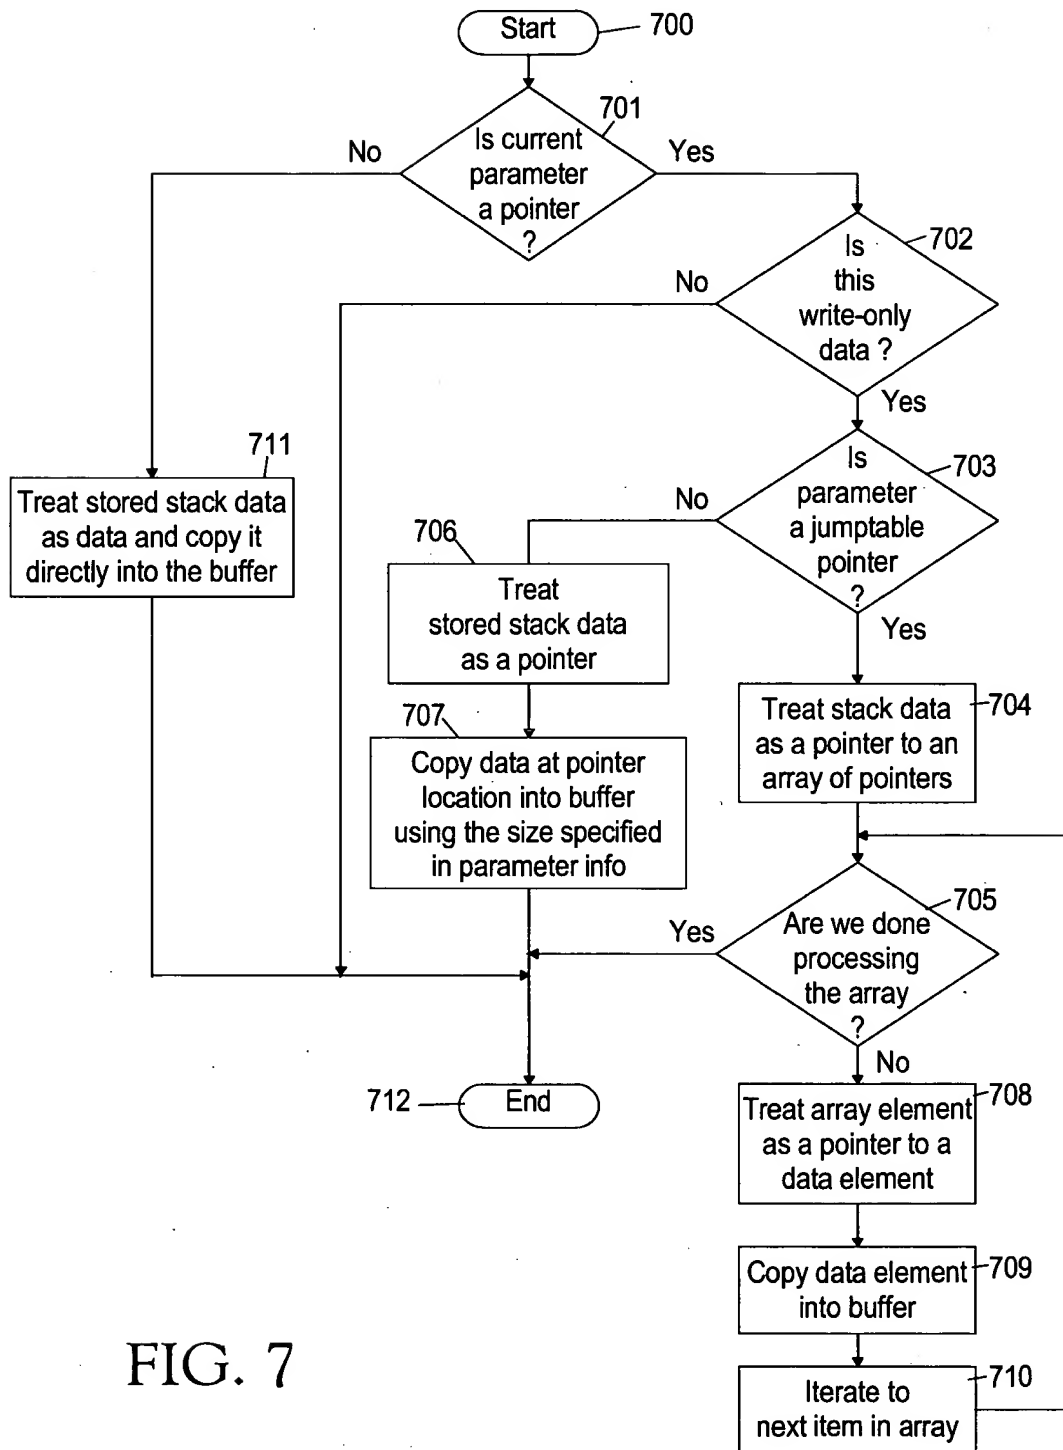 Start
700
701
Is current
parameter
a pointer
?
No
Yes
702
Is
this
write-only
data ?
No
Yes
711
Treat stored stack data
as data and copy it
directly into the buffer
703
Is
parameter
a jumptable
pointer
?
No
Yes
706
Treat
stored stack data
as a pointer
704
Treat stack data
as a pointer to an
array of pointers
707
Copy data at pointer
location into buffer
using the size specified
in parameter info
705
Are we done
processing
the array
?
Yes
No
712
End
708
Treat array element
as a pointer to a
data element
709
Copy data element
into buffer
710
Iterate to
next item in array
FIG. 7